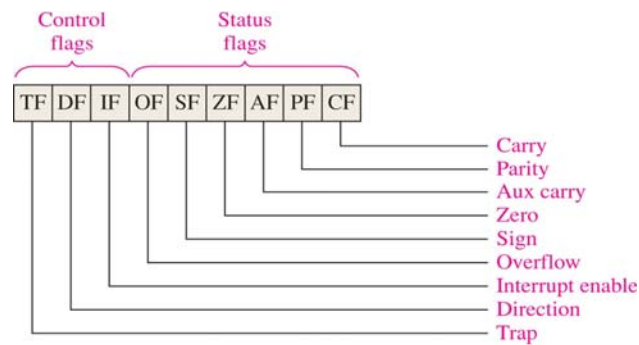 Control
flags
Status
flags
TF DF IF OF SF ZF AF PF CF
Carry
Parity
Aux carry
Zero
Sign
Overflow
Interrupt enable
Direction
Trap